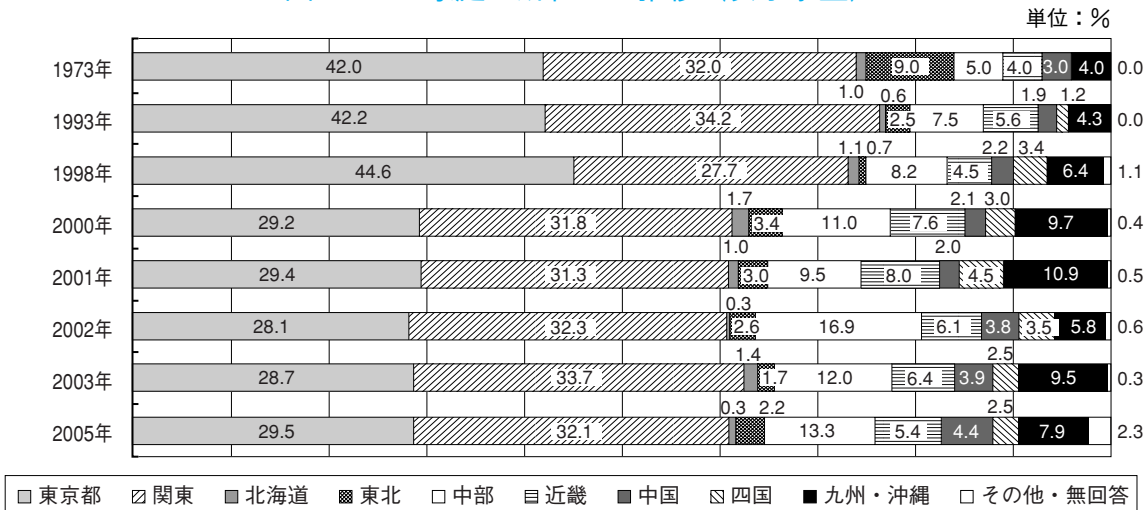 単位：％
1973年 42.0 32.0 9.0 5.0 4.0 3.0 4.0 0.0
1.0 0.6 1.9 1.2
1993年 42.2 34.2 2.5 7.5 5.6 4.3 0.0
1.1 0.7 2.2 3.4
1998年 44.6 27.7 8.2 4.5 6.4 1.1
1.7 2.1 3.0
2000年 29.2 31.8 3.4 11.0 7.6 9.7 0.4
1.0 2.0
2001年 29.4 31.3 3.0 9.5 8.0 4.5 10.9 0.5
0.3
2002年 28.1 32.3 2.6 16.9 6.1 3.8 3.5 5.8 0.6
1.4 2.5
2003年 28.7 33.7 1.7 12.0 6.4 3.9 9.5 0.3
0.3 2.2 2.5
2005年 29.5 32.1 13.3 5.4 4.4 7.9 2.3
東京都 関東 北海道 東北 中部 近畿 中国 四国 九州・沖縄 その他・無回答